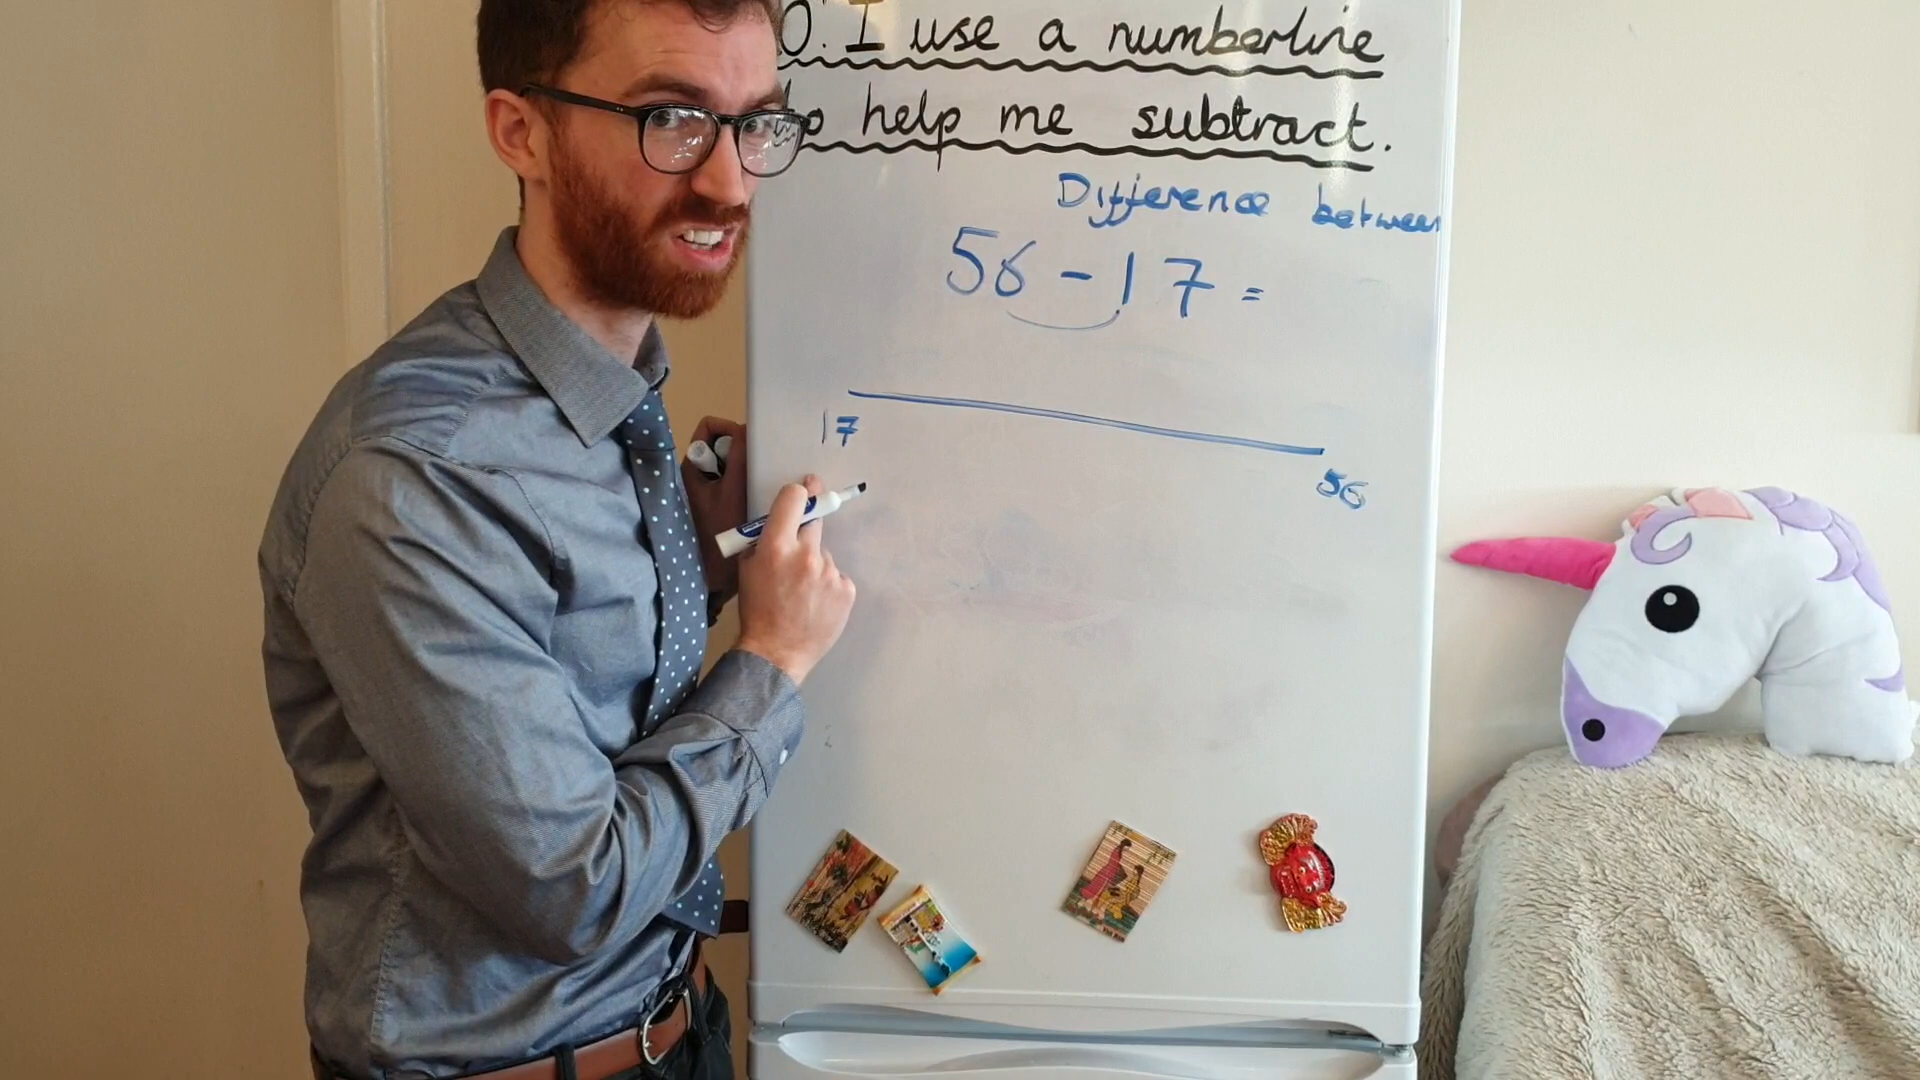 O. I use a numberline
to help me subtract.
Difference between
56 - 17 =
17
56